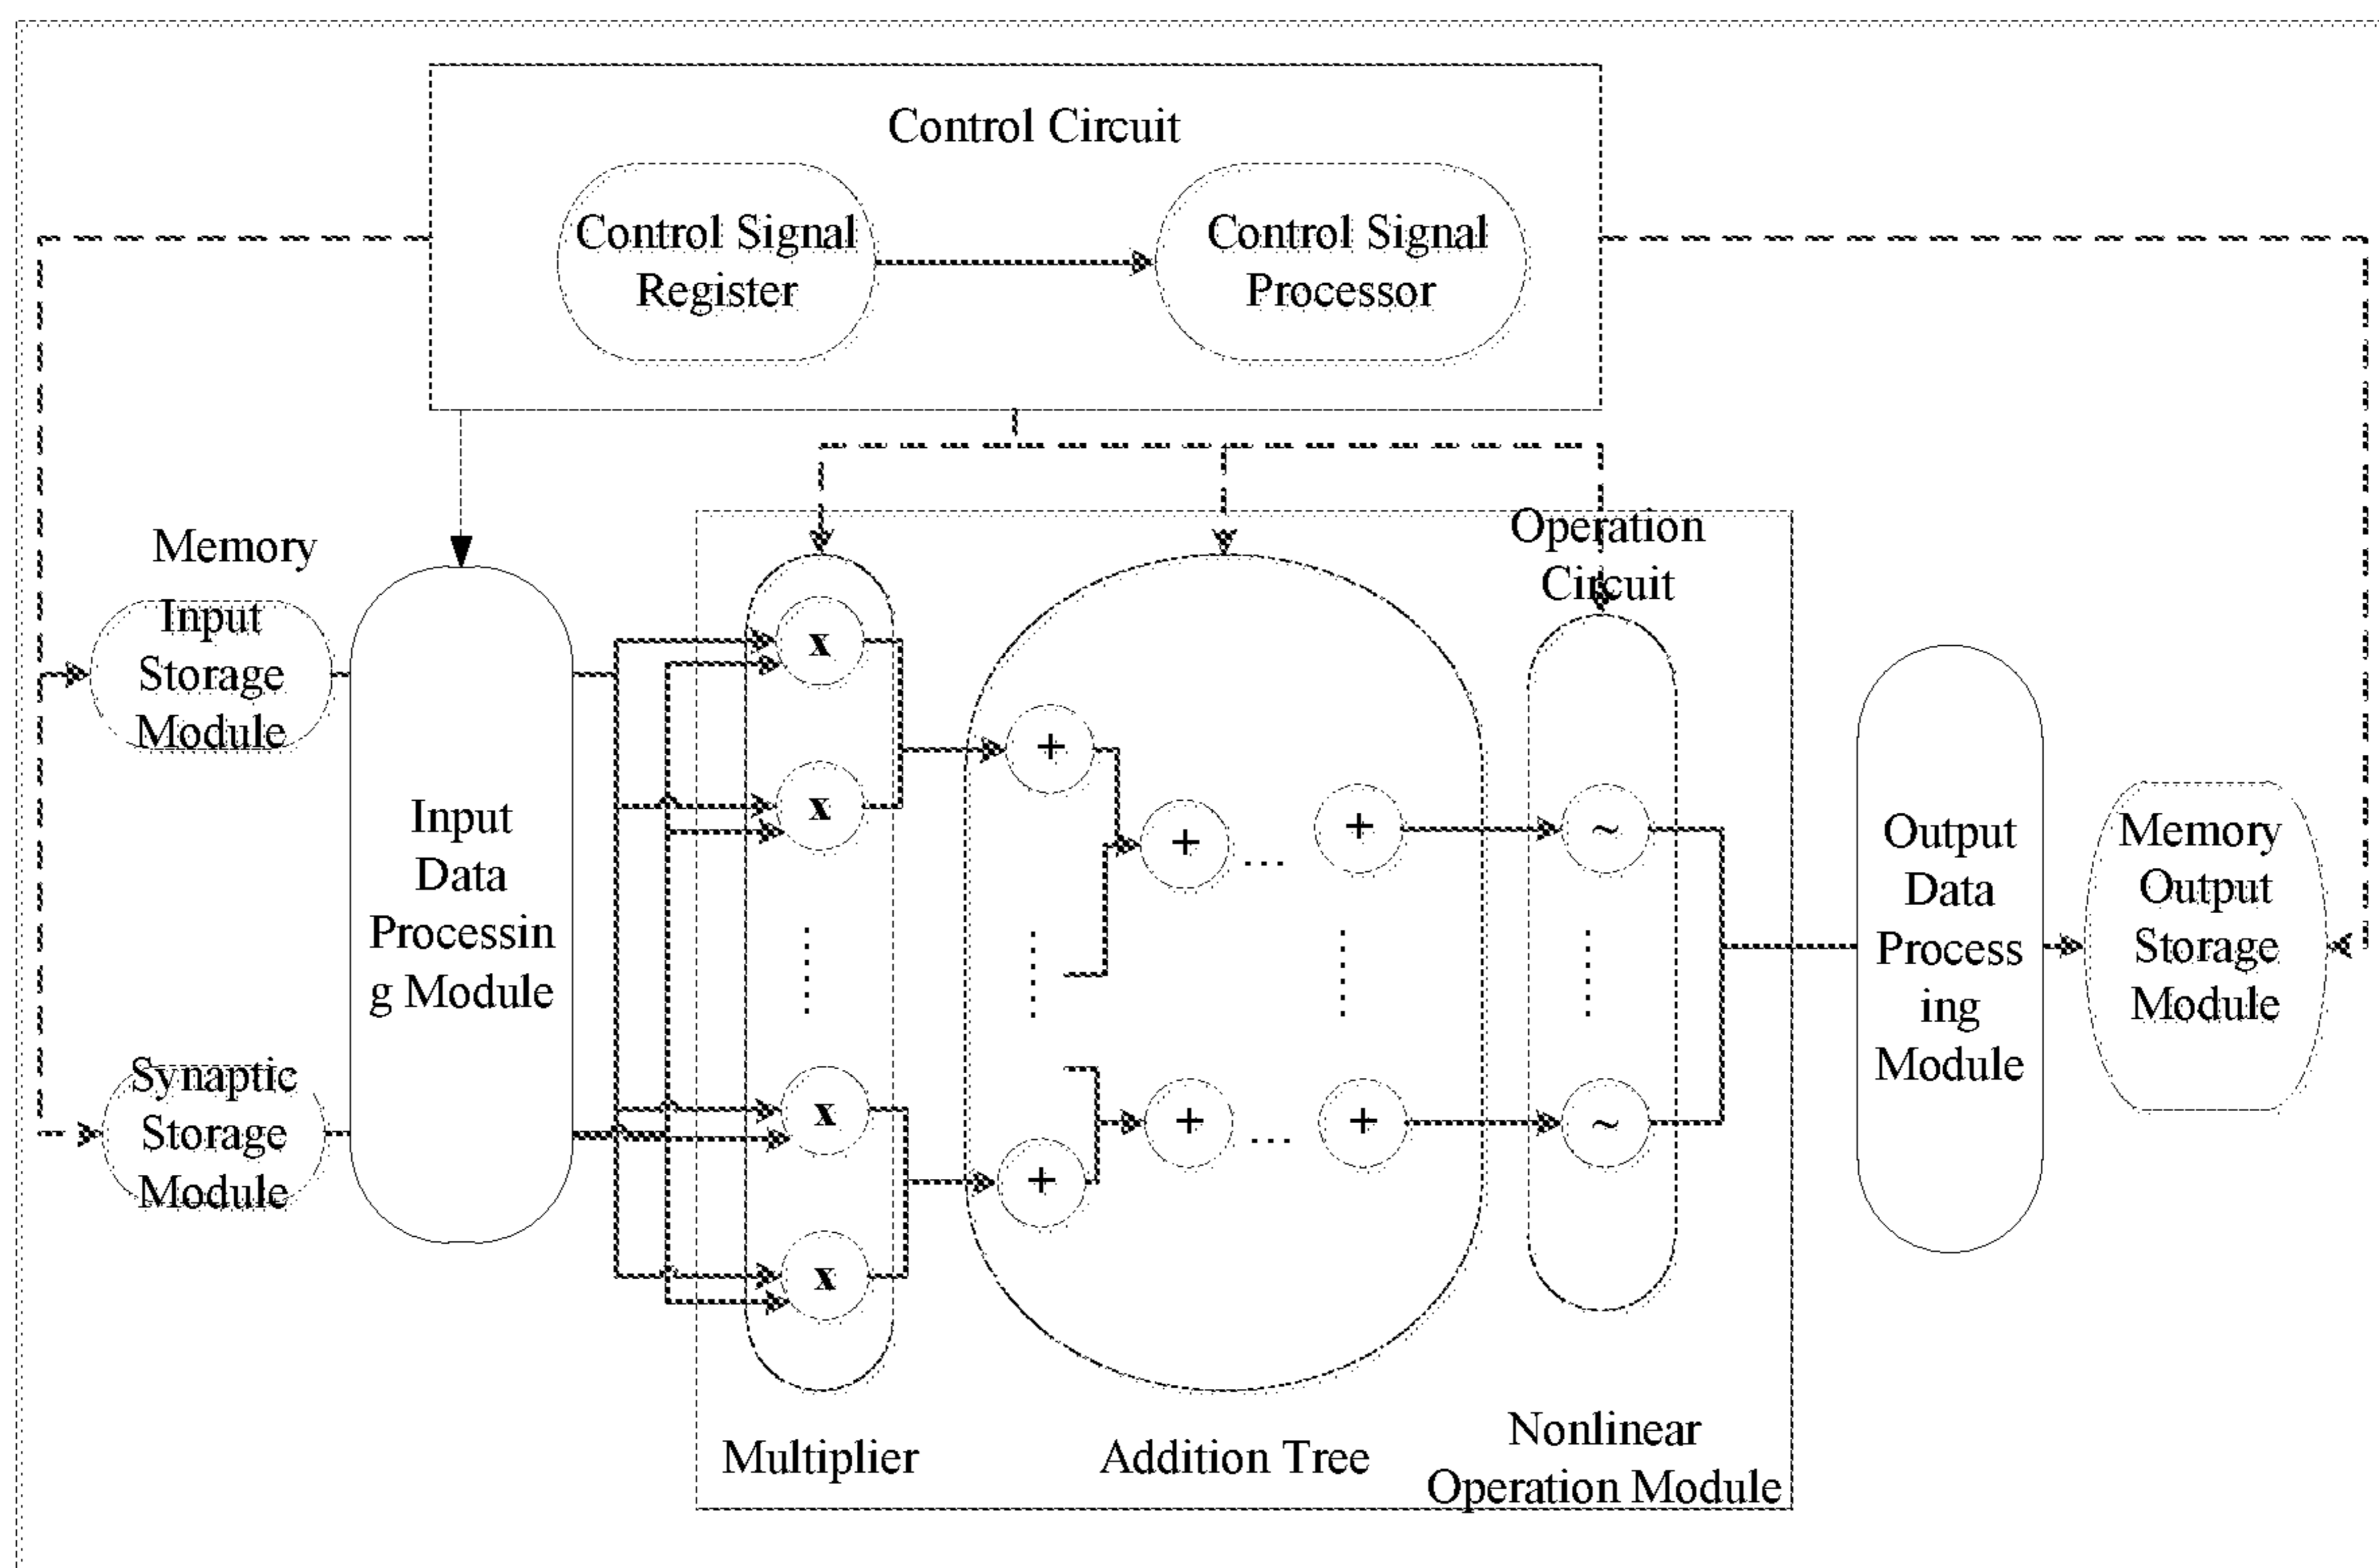 Control Circuit
Control Signal
Register
Control Signal
Processor
Memory
Input
Storage
Module
Synaptic
Storage
Module
Input
Data
Processin
g Module
Operation
Circuit
x
x
x
x
+
+
...
+
+
+
...
+
~
~
Multiplier
Addition Tree
Nonlinear
Operation Module
Output
Data
Process
ing
Module
Memory
Output
Storage
Module